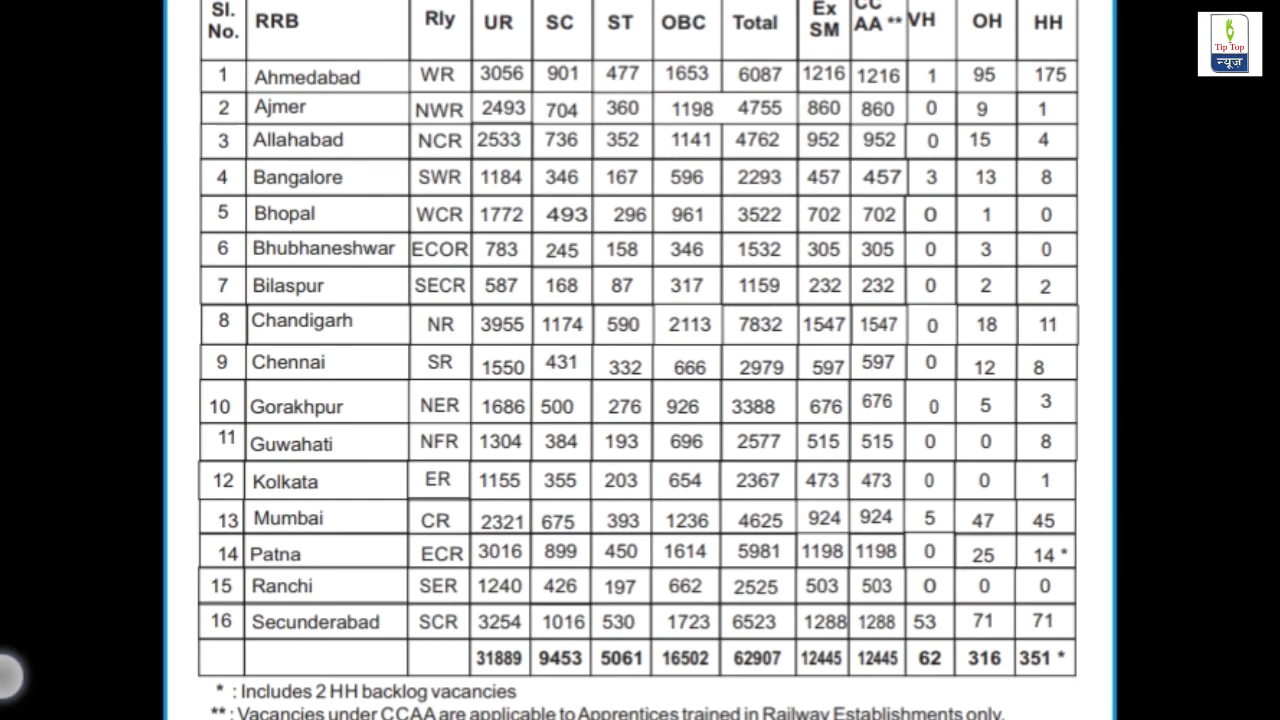 Sl. No. RRB Rly UR SC ST OBC Total Ex SM CC AA ** VH OH HH
1 Ahmedabad WR 3056 901 477 1653 6087 1216 1216 1 95 175
2 Ajmer NWR 2493 704 360 1198 4755 860 860 0 9 1
3 Allahabad NCR 2533 736 352 1141 4762 952 952 0 15 4
4 Bangalore SWR 1184 346 167 596 2293 457 457 3 13 8
5 Bhopal WCR 1772 493 296 961 3522 702 702 0 1 0
6 Bhubhaneshwar ECOR 783 245 158 346 1532 305 305 0 3 0
7 Bilaspur SECR 587 168 87 317 1159 232 232 0 2 2
8 Chandigarh NR 3955 1174 590 2113 7832 1547 1547 0 18 11
9 Chennai SR 1550 431 332 666 2979 597 597 0 12 8
10 Gorakhpur NER 1686 500 276 926 3388 676 676 0 5 3
11 Guwahati NFR 1304 384 193 696 2577 515 515 0 0 8
12 Kolkata ER 1155 355 203 654 2367 473 473 0 0 1
13 Mumbai CR 2321 675 393 1236 4625 924 924 5 47 45
14 Patna ECR 3016 899 450 1614 5981 1198 1198 0 25 14 *
15 Ranchi SER 1240 426 197 662 2525 503 503 0 0 0
16 Secunderabad SCR 3254 1016 530 1723 6523 1288 1288 53 71 71
31889 9453 5061 16502 62907 12445 12445 62 316 351 *
* : Includes 2 HH backlog vacancies
** : Vacancies under CCAA are applicable to Apprentices trained in Railway Establishments only.
Tip Top
न्यूज